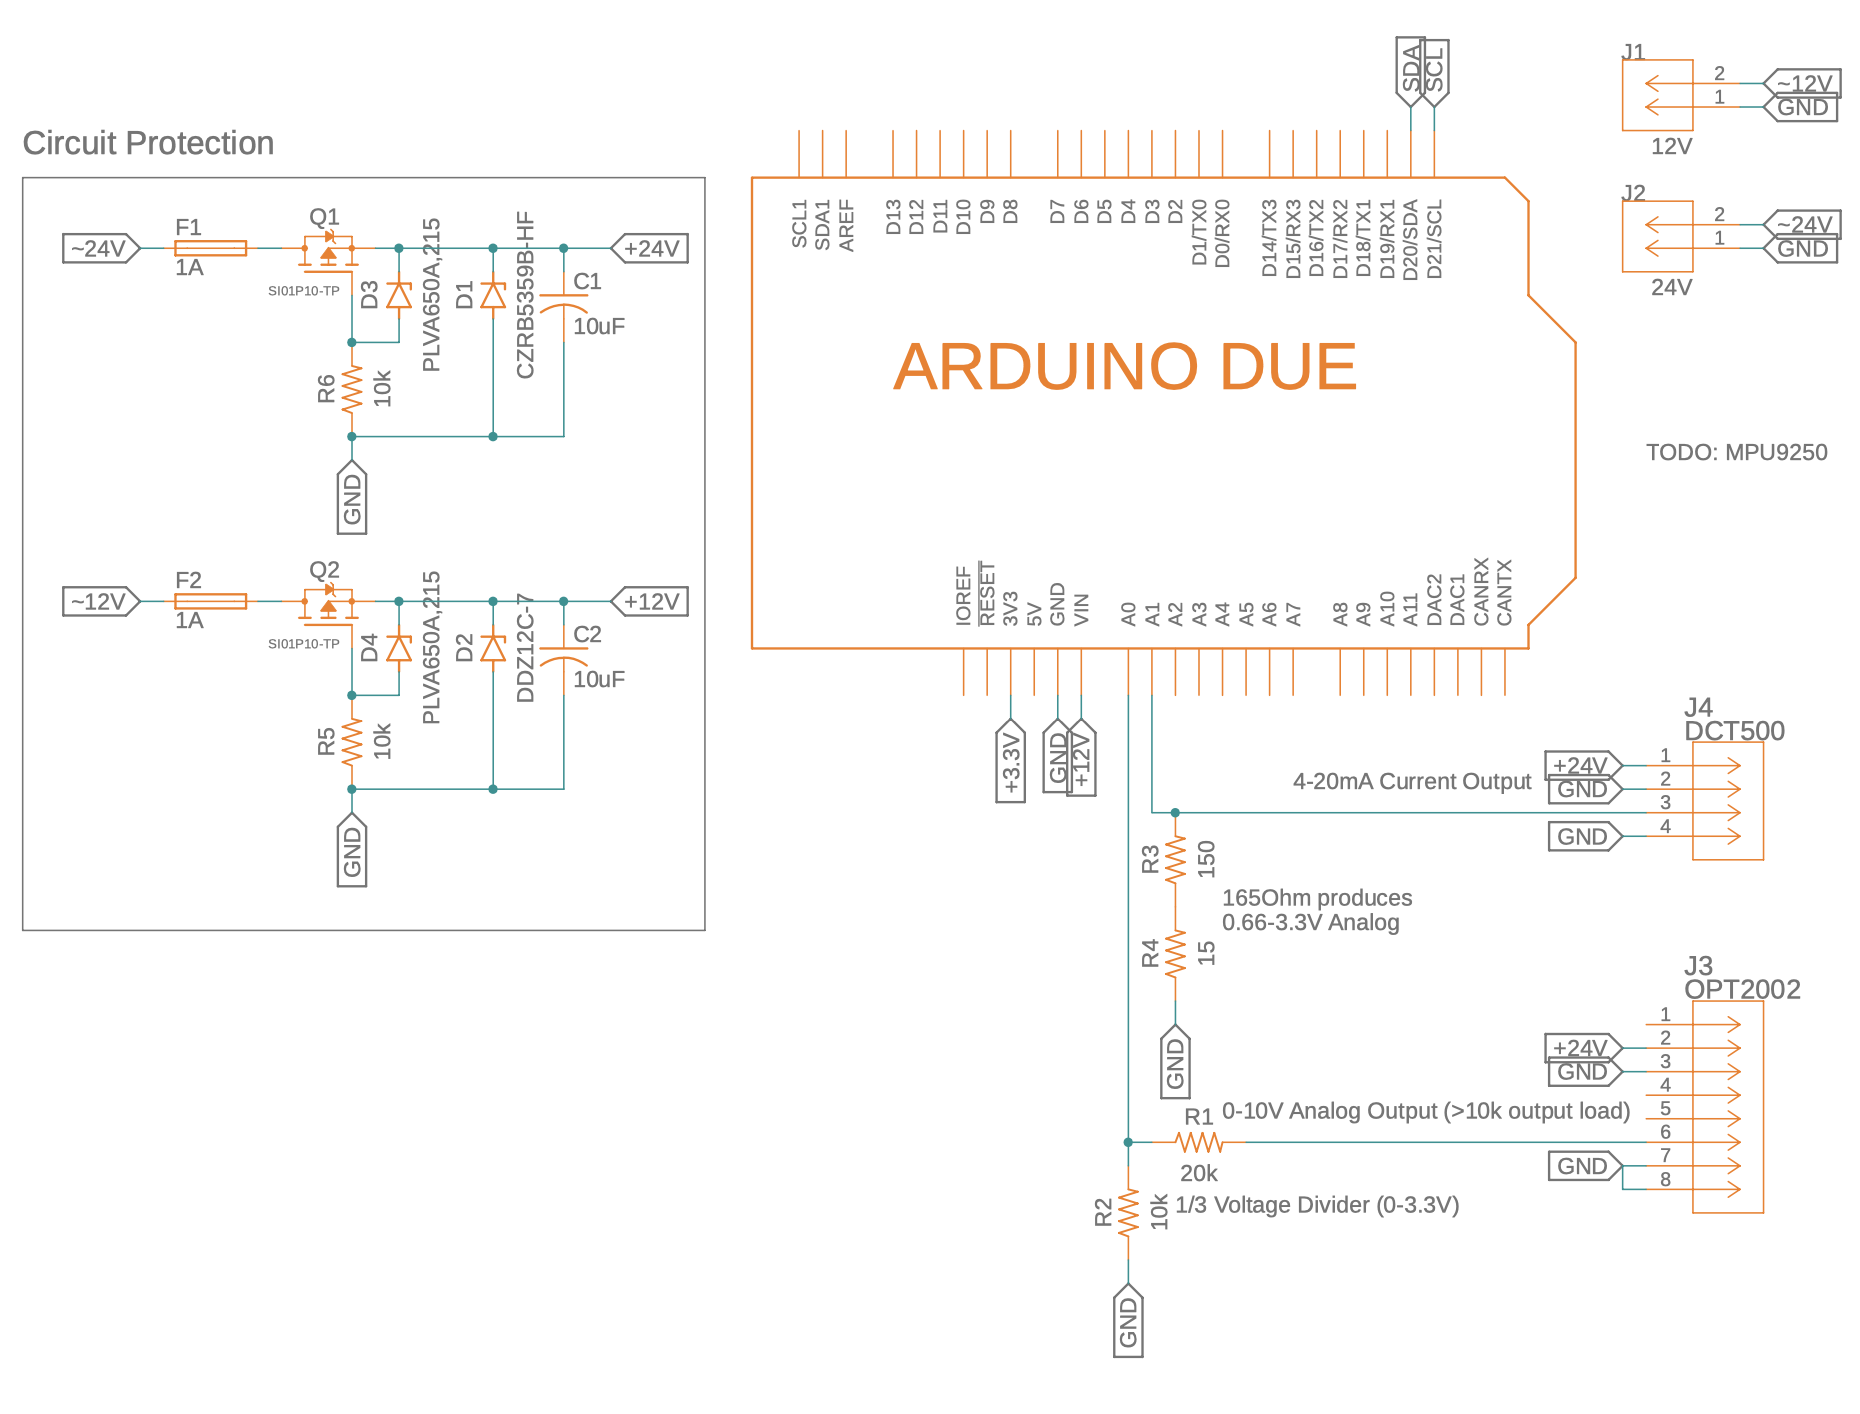 Circuit Protection
~24V
F1
1A
Q1
SI01P10-TP
D3
PLVA650A,215
D1
CZRB5359B-HF
C1
10uF
+24V
R6
10k
GND
~12V
F2
1A
Q2
SI01P10-TP
D4
PLVA650A,215
D2
DDZ12C-7
C2
10uF
+12V
R5
10k
GND
SDA
SCL
SCL1
SDA1
AREF
D13
D12
D11
D10
D9
D8
D7
D6
D5
D4
D3
D2
D1/TX0
D0/RX0
D14/TX3
D15/RX3
D16/TX2
D17/RX2
D18/TX1
D19/RX1
D20/SDA
D21/SCL
ARDUINO DUE
IOREF
RESET
3V3
5V
GND
VIN
A0
A1
A2
A3
A4
A5
A6
A7
A8
A9
A10
A11
DAC2
DAC1
CANRX
CANTX
+3.3V
GND
+12V
J1
2
~12V
1
GND
12V
J2
2
~24V
1
GND
24V
TODO: MPU9250
J4
DCT500
+24V
1
GND
2
3
GND
4
4-20mA Current Output
R3
150
165Ohm produces
0.66-3.3V Analog
R4
15
GND
J3
OPT2002
1
+24V
2
GND
3
4
5
6
GND
7
8
0-10V Analog Output (>10k output load)
R1
20k
R2
10k
1/3 Voltage Divider (0-3.3V)
GND